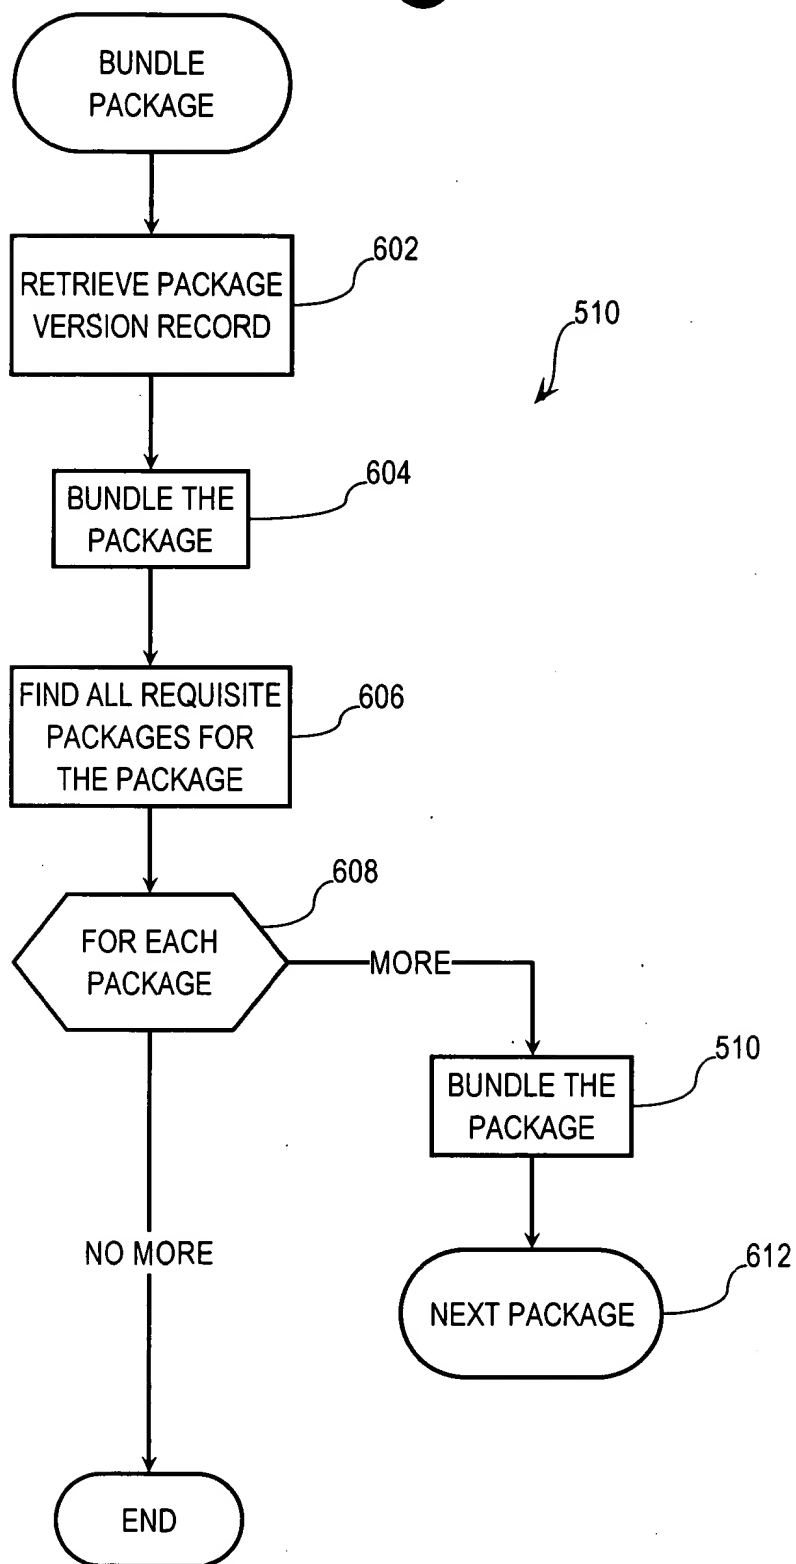 BUNDLE
PACKAGE
602
RETRIEVE PACKAGE
VERSION RECORD
510
604
BUNDLE THE
PACKAGE
606
FIND ALL REQUISITE
PACKAGES FOR
THE PACKAGE
608
FOR EACH
PACKAGE
MORE
510
BUNDLE THE
PACKAGE
NO MORE
612
NEXT PACKAGE
END